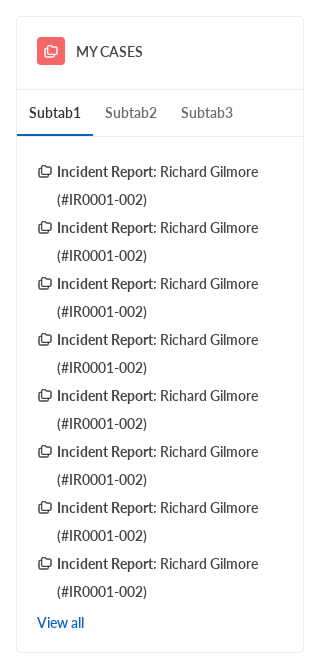 MY CASES
Subtab1 Subtab2 Subtab3
Incident Report: Richard Gilmore
(#IR0001-002)
Incident Report: Richard Gilmore
(#IR0001-002)
Incident Report: Richard Gilmore
(#IR0001-002)
Incident Report: Richard Gilmore
(#IR0001-002)
Incident Report: Richard Gilmore
(#IR0001-002)
Incident Report: Richard Gilmore
(#IR0001-002)
Incident Report: Richard Gilmore
(#IR0001-002)
Incident Report: Richard Gilmore
(#IR0001-002)
View all